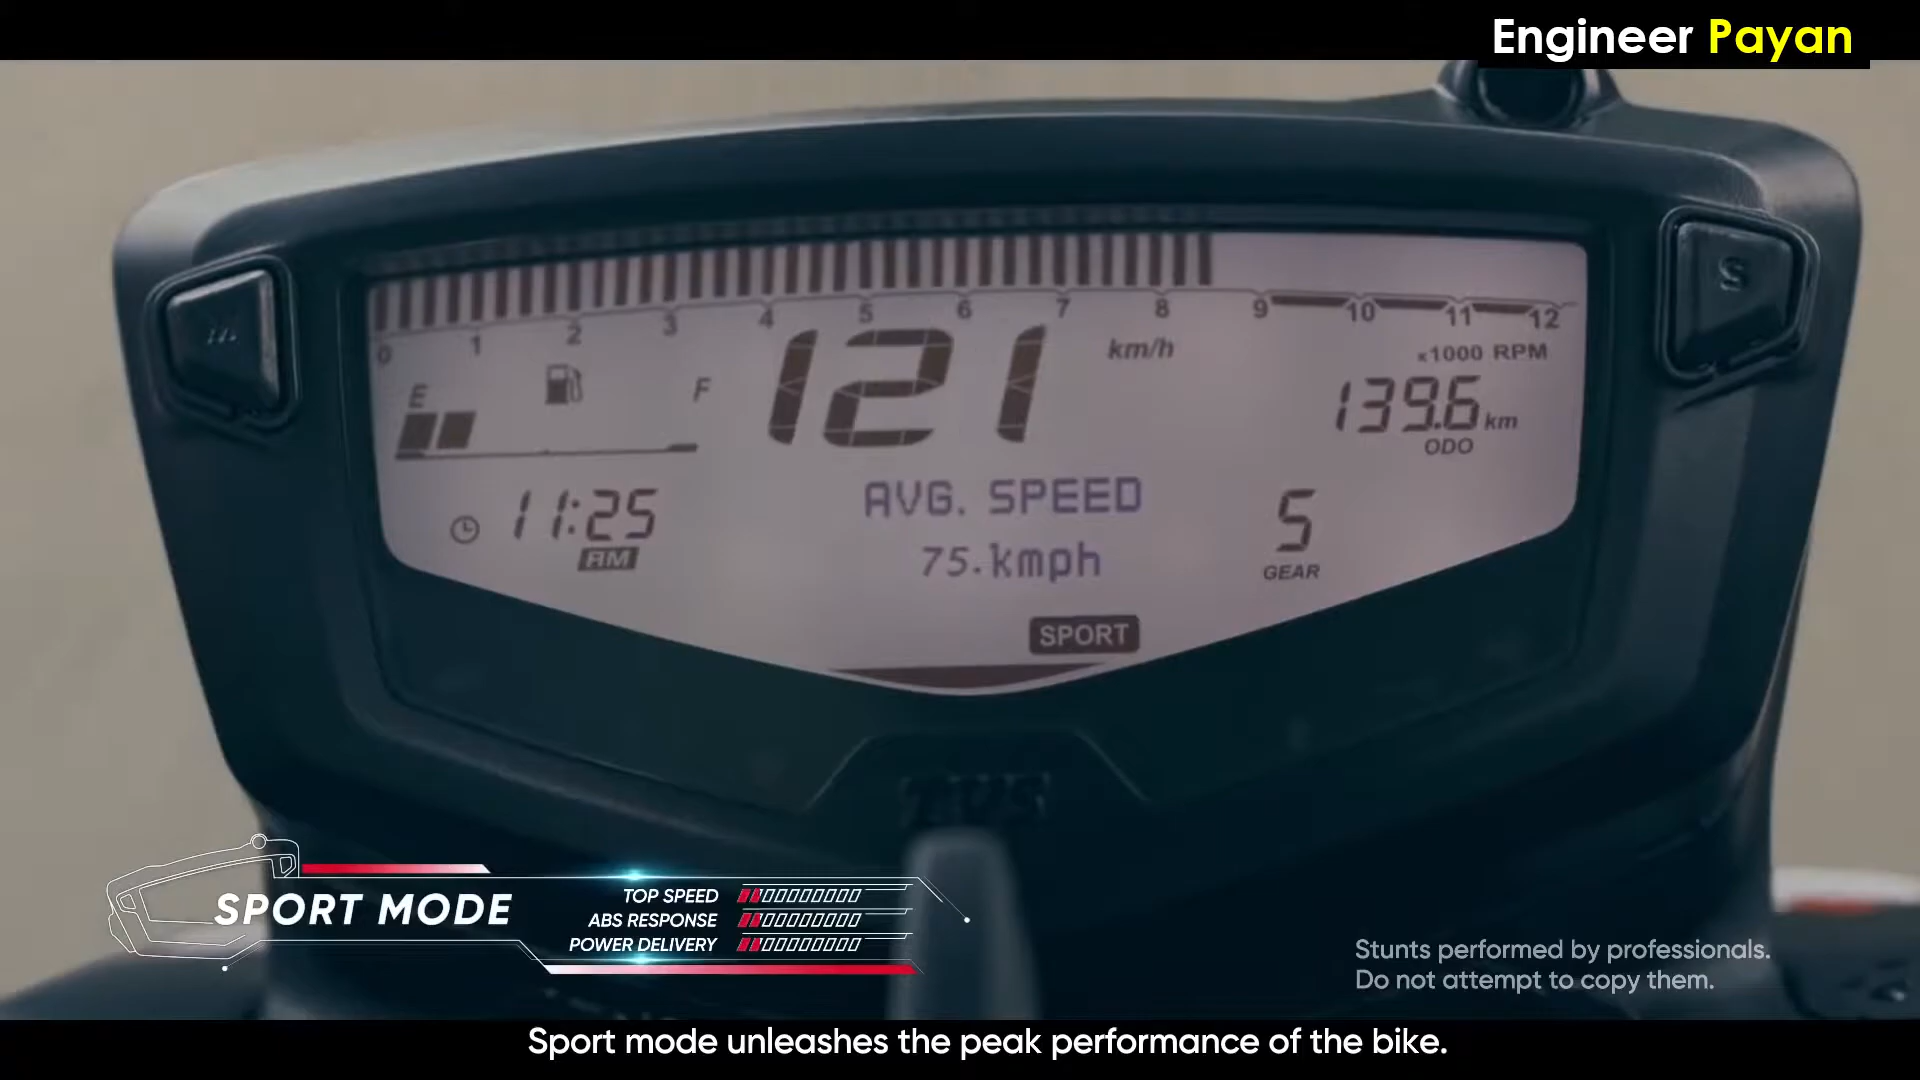 Engineer Payan
S
0 1 2 3 4 5 6 7 8 9 10 11 12
x1000 RPM
E F
121 km/h
139.6 km
ODO
11:25
AM
AVG. SPEED
75.kmph
5
GEAR
SPORT
TVS
SPORT MODE
TOP SPEED
ABS RESPONSE
POWER DELIVERY
Stunts performed by professionals.
Do not attempt to copy them.
Sport mode unleashes the peak performance of the bike.